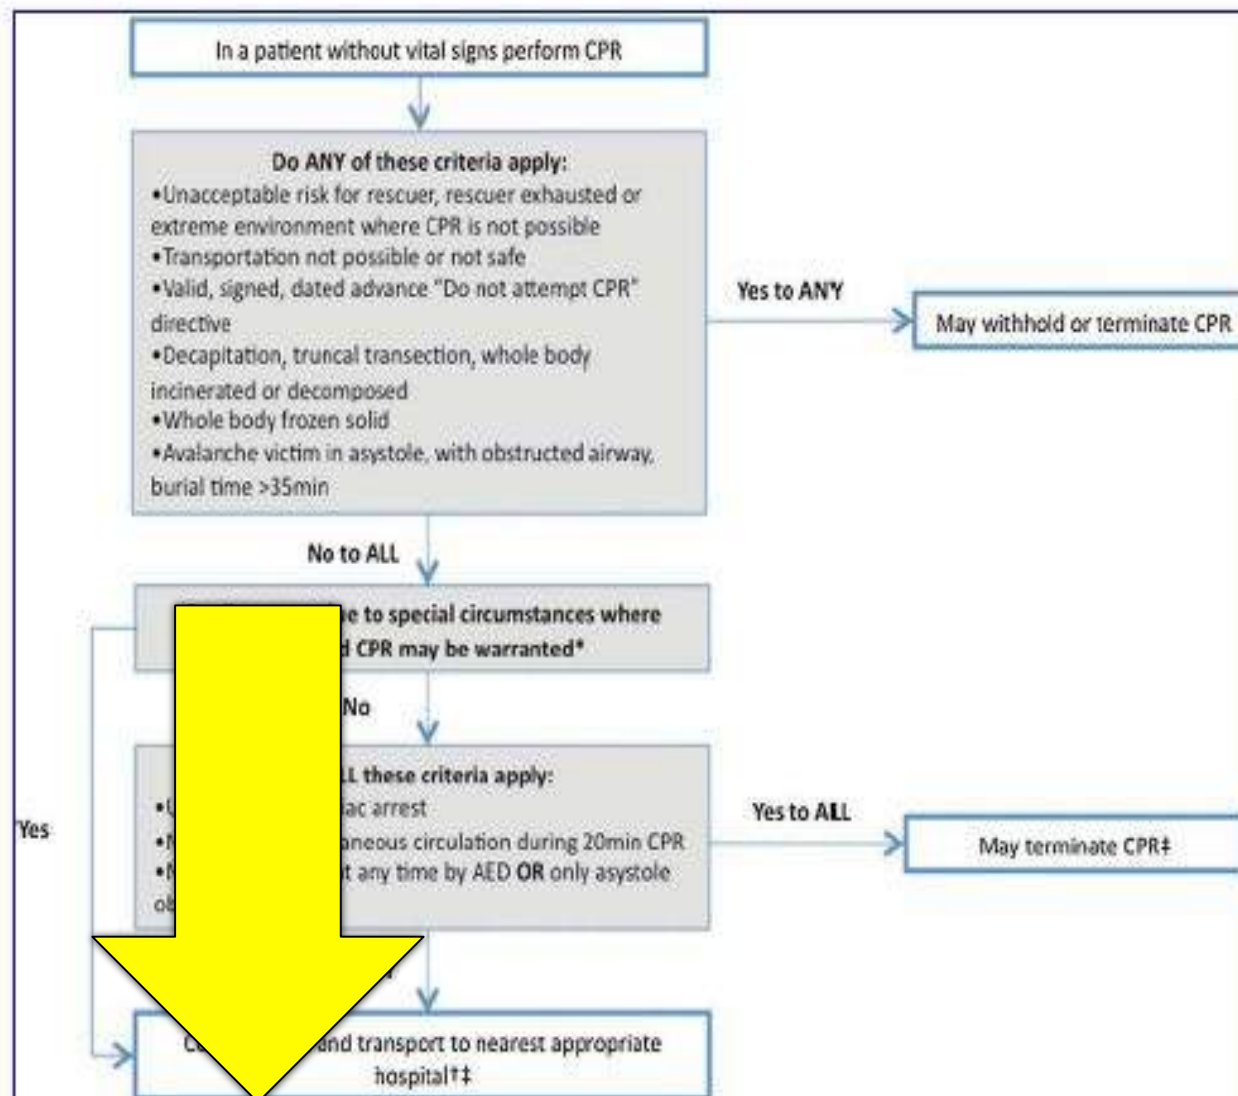 In a patient without vital signs perform CPR
Do ANY of these criteria apply:
•Unacceptable risk for rescuer, rescuer exhausted or
extreme environment where CPR is not possible
•Transportation not possible or not safe
•Valid, signed, dated advance "Do not attempt CPR"
directive
•Decapitation, truncal transection, whole body
incinerated or decomposed
•Whole body frozen solid
•Avalanche victim in asystole, with obstructed airway,
burial time >35min
Yes to ANY
May withhold or terminate CPR
No to ALL
to special circumstances where
CPR may be warranted*
No
these criteria apply:
arrest
circulation during 20min CPR
any time by AED OR only asystole
Yes to ALL
May terminate CPR‡
Yes
and transport to nearest appropriate
hospital†‡